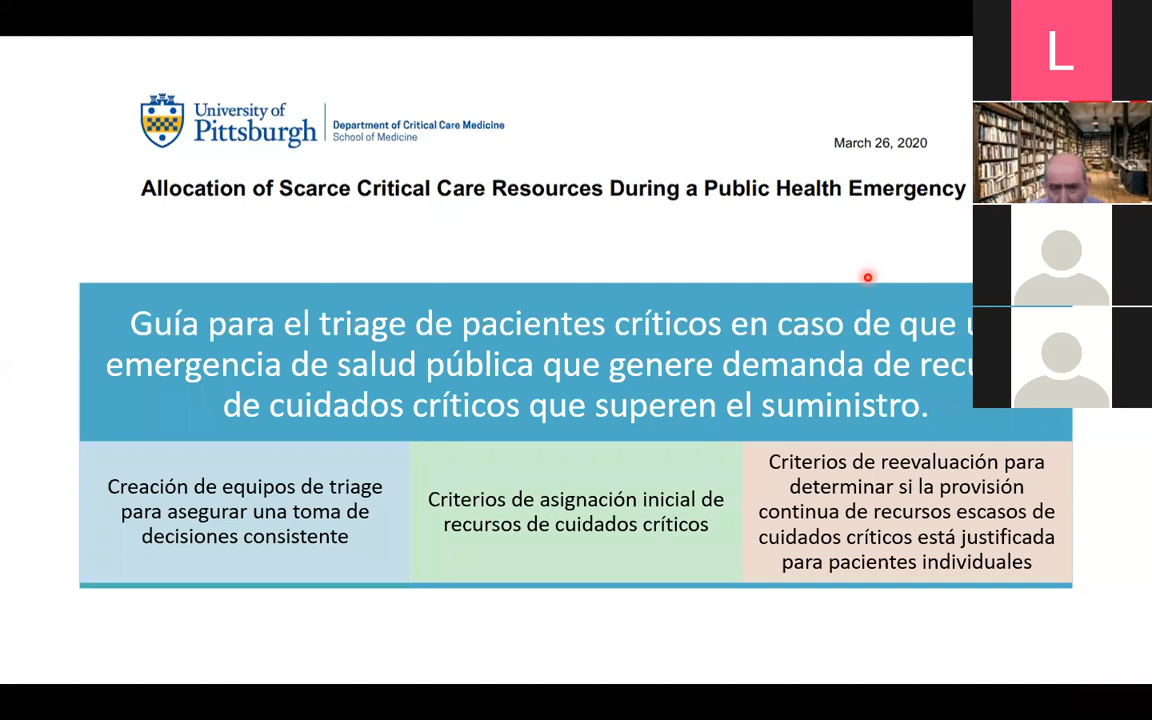 University of
Pittsburgh
Department of Critical Care Medicine
School of Medicine
March 26, 2020
Allocation of Scarce Critical Care Resources During a Public Health Emergency
Guía para el triage de pacientes críticos en caso de que
emergencia de salud pública que genere demanda de
de cuidados críticos que superen el suministro.
Creación de equipos de triage
para asegurar una toma de
decisiones consistente
Criterios de asignación inicial de
recursos de cuidados críticos
Criterios de reevaluación para
determinar si la provisión
continua de recursos escasos de
cuidados críticos está justificada
para pacientes individuales
L